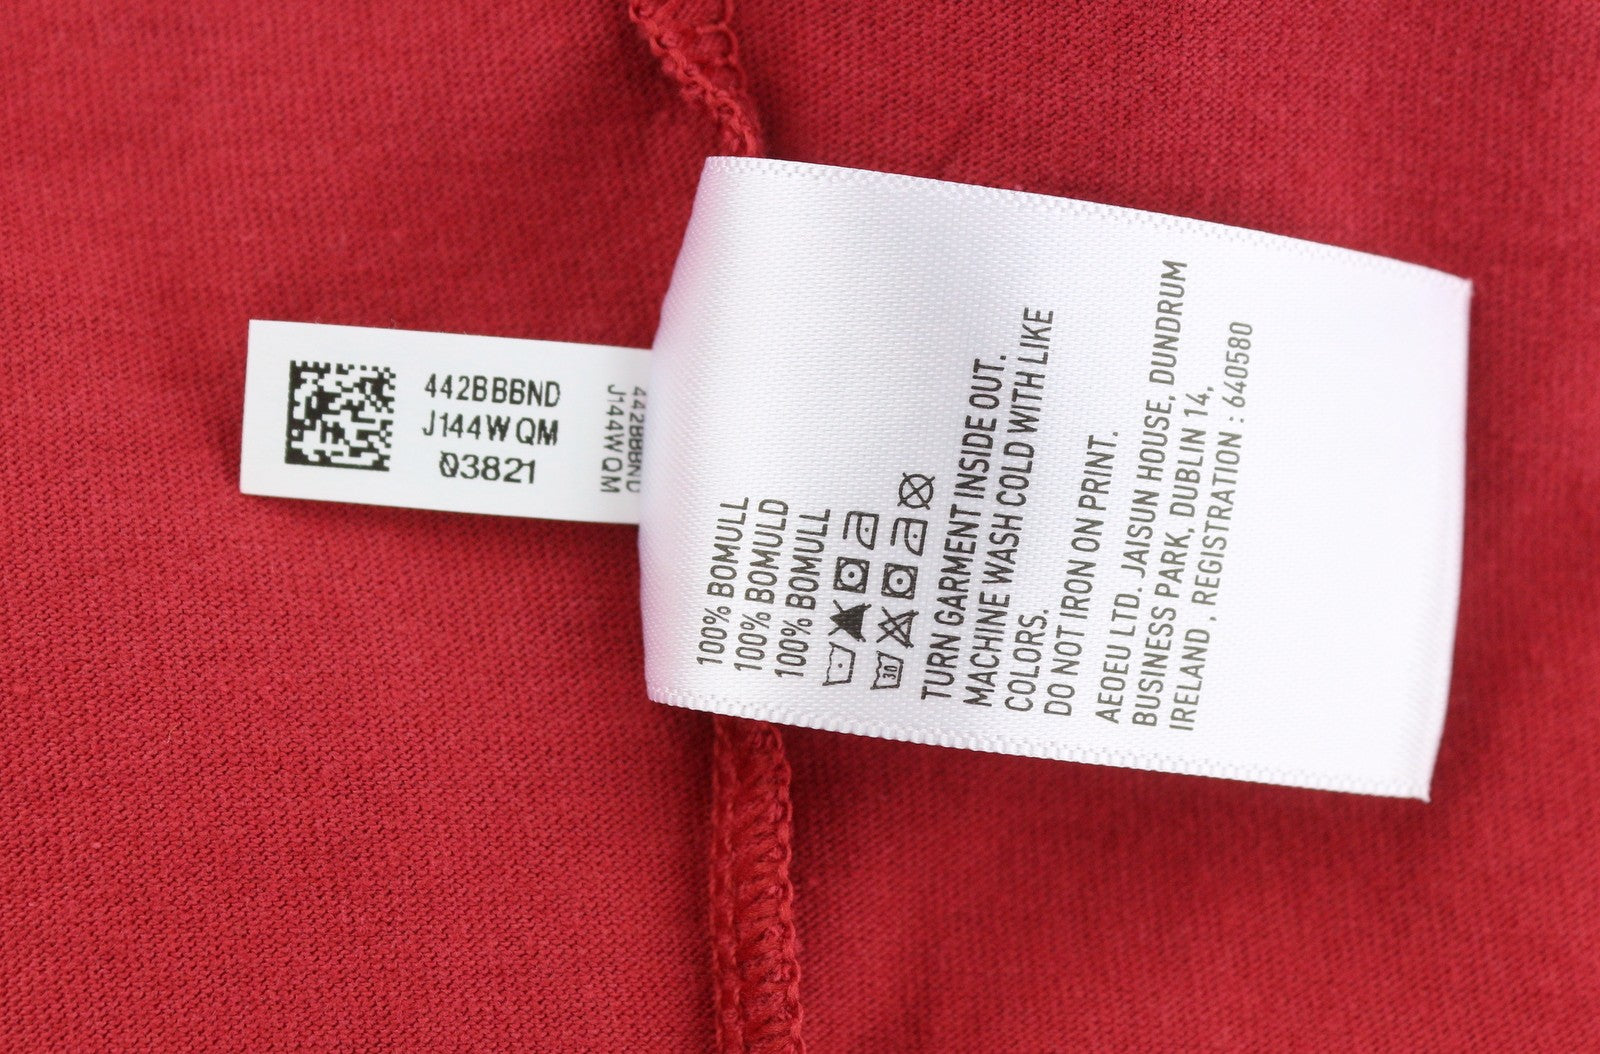 442BBBND
J144WQM
03821
442BBBND
J144WQM
100% BOMULL
100% BOMULD
100% BOMULL
30
TURN GARMENT INSIDE OUT.
MACHINE WASH COLD WITH LIKE
COLORS.
DO NOT IRON ON PRINT.
AEOEU LTD. JAISUN HOUSE, DUNDRUM
BUSINESS PARK, DUBLIN 14,
IRELAND , REGISTRATION : 640580